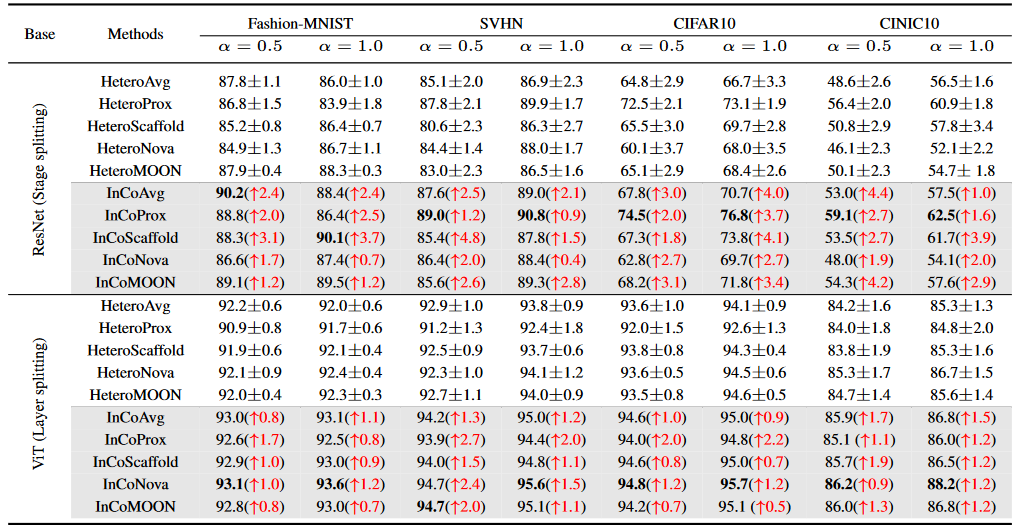 Base Methods Fashion-MNIST SVHN CIFAR10 CINIC10
α = 0.5 α = 1.0 α = 0.5 α = 1.0 α = 0.5 α = 1.0 α = 0.5 α = 1.0
ResNet (Stage splitting)
HeteroAvg 87.8±1.1 86.0±1.0 85.1±2.0 86.9±2.3 64.8±2.9 66.7±3.3 48.6±2.6 56.5±1.6
HeteroProx 86.8±1.5 83.9±1.8 87.8±2.1 89.9±1.7 72.5±2.1 73.1±1.9 56.4±2.0 60.9±1.8
HeteroScaffold 85.2±0.8 86.4±0.7 80.6±2.3 86.3±2.7 65.5±3.0 69.7±2.8 50.8±2.9 57.8±3.4
HeteroNova 84.9±1.3 86.7±1.1 84.4±1.4 88.0±1.7 60.1±3.7 68.0±3.5 46.1±2.3 52.1±2.2
HeteroMOON 87.9±0.4 88.3±0.3 83.0±2.2 86.5±1.6 65.1±2.9 68.4±2.6 50.1±2.3 54.7± 1.8
InCoAvg 90.2(↑2.4) 88.4(↑2.4) 87.6(↑2.5) 89.0(↑2.1) 67.8(↑3.0) 70.7(↑4.0) 53.0(↑4.4) 57.5(↑1.0)
InCoProx 88.8(↑2.0) 86.4(↑2.5) 89.0(↑1.2) 90.8(↑0.9) 74.5(↑2.0) 76.8(↑3.7) 59.1(↑2.7) 62.5(↑1.6)
InCoScaffold 88.3(↑3.1) 90.1(↑3.7) 85.4(↑4.8) 87.8(↑1.5) 67.3(↑1.8) 73.8(↑4.1) 53.5(↑2.7) 61.7(↑3.9)
InCoNova 86.6(↑1.7) 87.4(↑0.7) 86.4(↑2.0) 88.4(↑0.4) 62.8(↑2.7) 69.7(↑2.7) 48.0(↑1.9) 54.1(↑2.0)
InCoMOON 89.1(↑1.2) 89.5(↑1.2) 85.6(↑2.6) 89.3(↑2.8) 68.2(↑3.1) 71.8(↑3.4) 54.3(↑4.2) 57.6(↑2.9)
ViT (Layer splitting)
HeteroAvg 92.2±0.6 92.0±0.6 92.9±1.0 93.8±0.9 93.6±1.0 94.1±0.9 84.2±1.6 85.3±1.3
HeteroProx 90.9±0.8 91.7±0.6 91.2±1.3 92.4±1.8 92.0±1.5 92.6±1.3 84.0±1.8 84.8±2.0
HeteroScaffold 91.9±0.6 92.1±0.4 92.5±0.9 93.7±0.6 93.8±0.8 94.3±0.4 83.8±1.9 85.3±1.6
HeteroNova 92.1±0.9 92.4±0.4 92.3±1.0 94.1±1.2 93.6±0.5 94.5±0.6 85.3±1.7 86.7±1.5
HeteroMOON 92.0±0.4 92.3±0.3 92.7±1.1 94.0±0.9 93.5±0.8 94.6±0.5 84.7±1.4 85.6±1.4
InCoAvg 93.0(↑0.8) 93.1(↑1.1) 94.2(↑1.3) 95.0(↑1.2) 94.6(↑1.0) 95.0(↑0.9) 85.9(↑1.7) 86.8(↑1.5)
InCoProx 92.6(↑1.7) 92.5(↑0.8) 93.9(↑2.7) 94.4(↑2.0) 94.0(↑2.0) 94.8(↑2.2) 85.1 (↑1.1) 86.0(↑1.2)
InCoScaffold 92.9(↑1.0) 93.0(↑0.9) 94.0(↑1.5) 94.8(↑1.1) 94.6(↑0.8) 95.0(↑0.7) 85.7(↑1.9) 86.5(↑1.2)
InCoNova 93.1(↑1.0) 93.6(↑1.2) 94.7(↑2.4) 95.6(↑1.5) 94.8(↑1.2) 95.7(↑1.2) 86.2(↑0.9) 88.2(↑1.2)
InCoMOON 92.8(↑0.8) 93.0(↑0.7) 94.7(↑2.0) 95.1(↑1.1) 94.2(↑0.7) 95.1 (↑0.5) 86.0(↑1.3) 86.8(↑1.2)